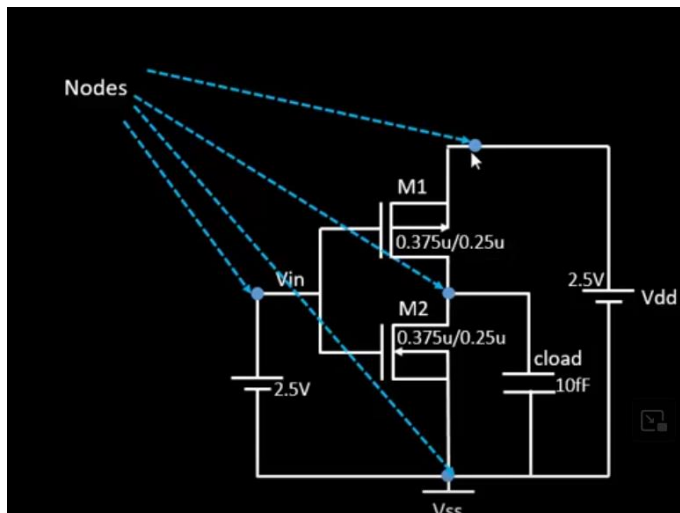 Nodes
M1
0.375u/0.25u
Vin
2.5V
Vdd
M2
0.375u/0.25u
cload
10fF
2.5V
Vss